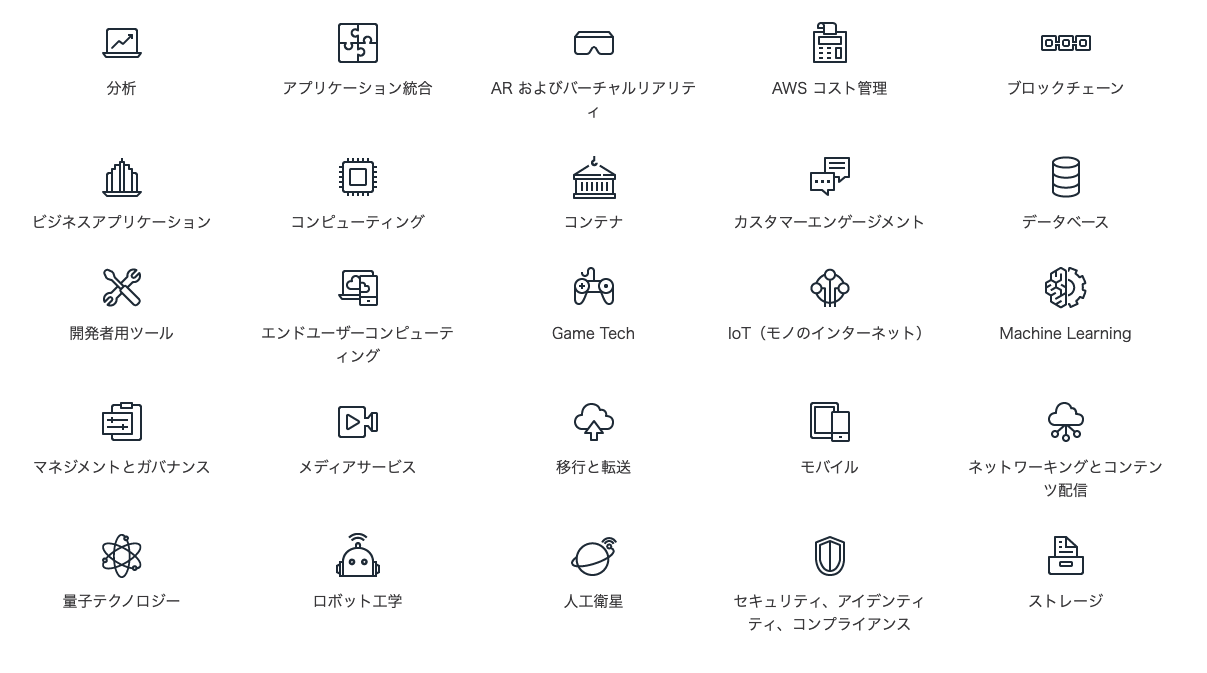 分析
アプリケーション統合
AR およびバーチャルリアリテ
ィ
AWS コスト管理
ブロックチェーン
ビジネスアプリケーション
コンピューティング
コンテナ
カスタマーエンゲージメント
データベース
開発者用ツール
エンドユーザーコンピューテ
ィング
Game Tech
IoT（モノのインターネット）
Machine Learning
マネジメントとガバナンス
メディアサービス
移行と転送
モバイル
ネットワーキングとコンテン
ツ配信
量子テクノロジー
ロボット工学
人工衛星
セキュリティ、アイデンティ
ティ、コンプライアンス
ストレージ